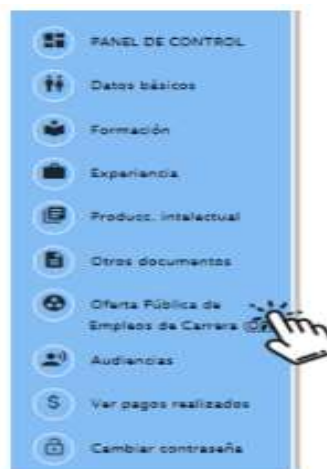 PANEL DE CONTROL
Datos básicos
Formación
Experiencia
Producc. intelectual
Otros documentos
Oferta Pública de
Empleos de Carrera
Audiencias
$ Ver pagos realizados
Cambiar contraseña